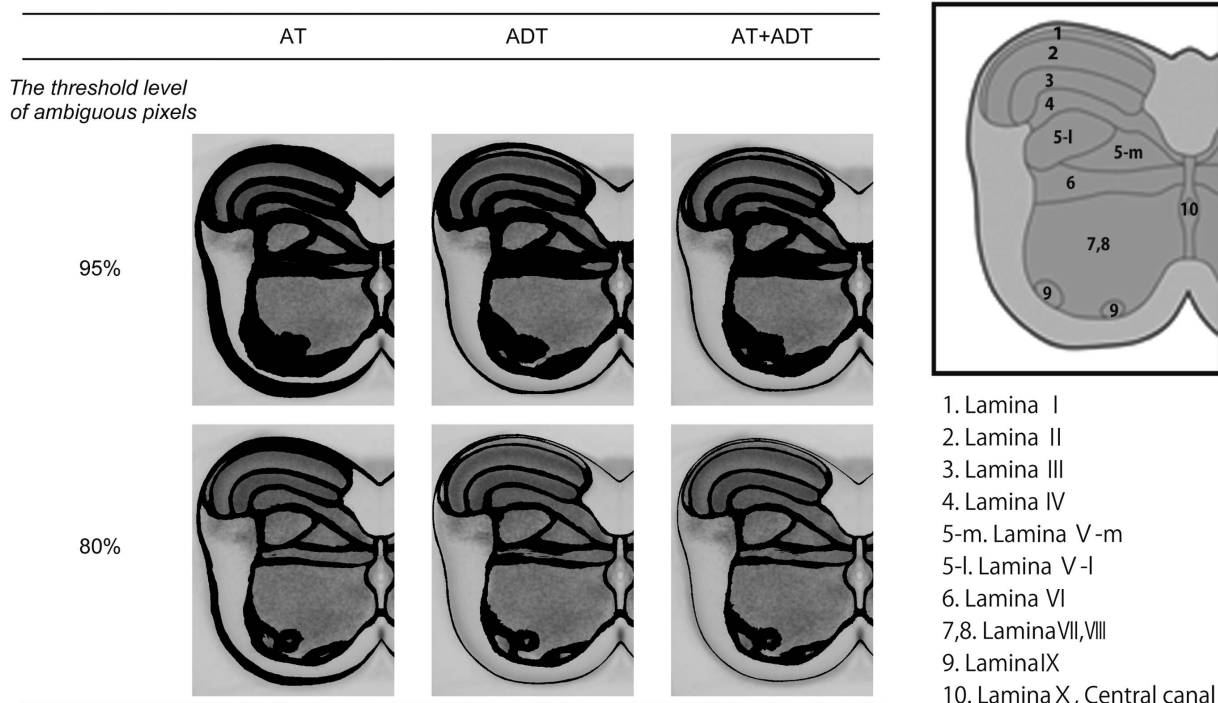 AT ADT AT+ADT
The threshold level
of ambiguous pixels
95%
80%
1
2
3
4
5-l
5-m
6
10
7,8
9
9
1. Lamina I
2. Lamina II
3. Lamina III
4. Lamina IV
5-m. Lamina V-m
5-l. Lamina V-l
6. Lamina VI
7,8. LaminaVII,VIII
9. LaminaIX
10. Lamina X, Central canal